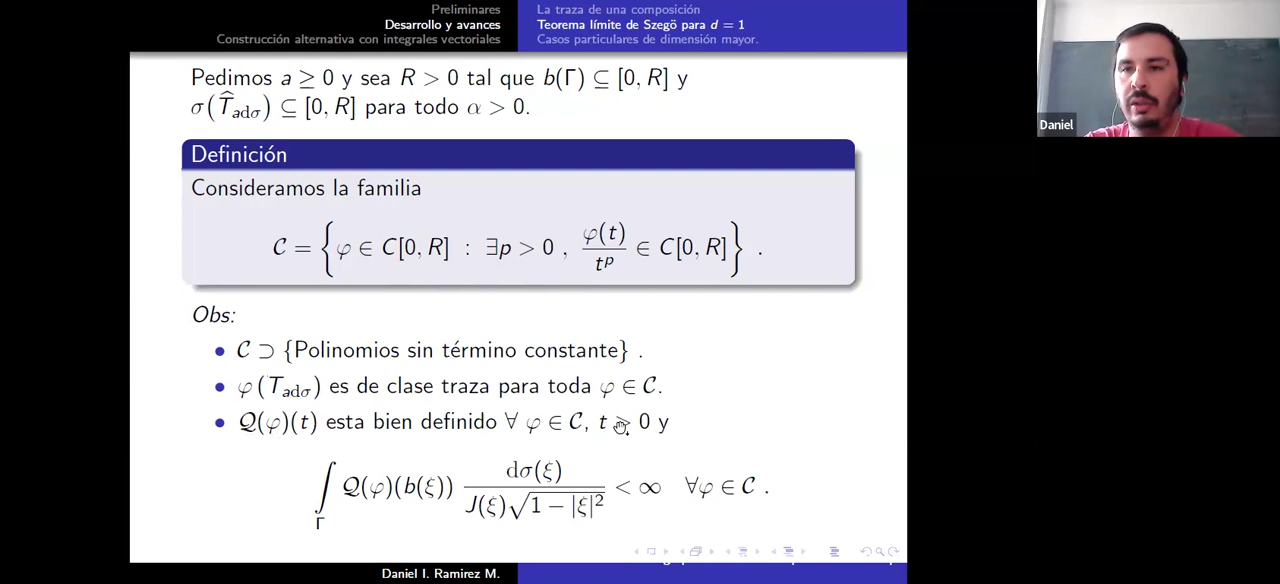 Preliminares
Desarrollo y avances
Construcción alternativa con integrales vectoriales
La traza de una composición
Teorema límite de Szegö para d = 1
Casos particulares de dimensión mayor.
Daniel
Pedimos a ≥ 0 y sea R > 0 tal que b(Γ) ⊆ [0, R] y
σ(T̂_{adσ}) ⊆ [0, R] para todo α > 0.
Definición
Consideramos la familia
𝒞 = { φ ∈ C[0, R] : ∃p > 0 , φ(t)/t^p ∈ C[0, R] } .
Obs:
• 𝒞 ⊃ {Polinomios sin término constante} .
• φ(T_{adσ}) es de clase traza para toda φ ∈ 𝒞.
• 𝒬(φ)(t) esta bien definido ∀ φ ∈ 𝒞, t > 0 y
∫_Γ 𝒬(φ)(b(ξ)) dσ(ξ)/(J(ξ)√(1 − |ξ|²)) < ∞ ∀φ ∈ 𝒞 .
Daniel I. Ramirez M.